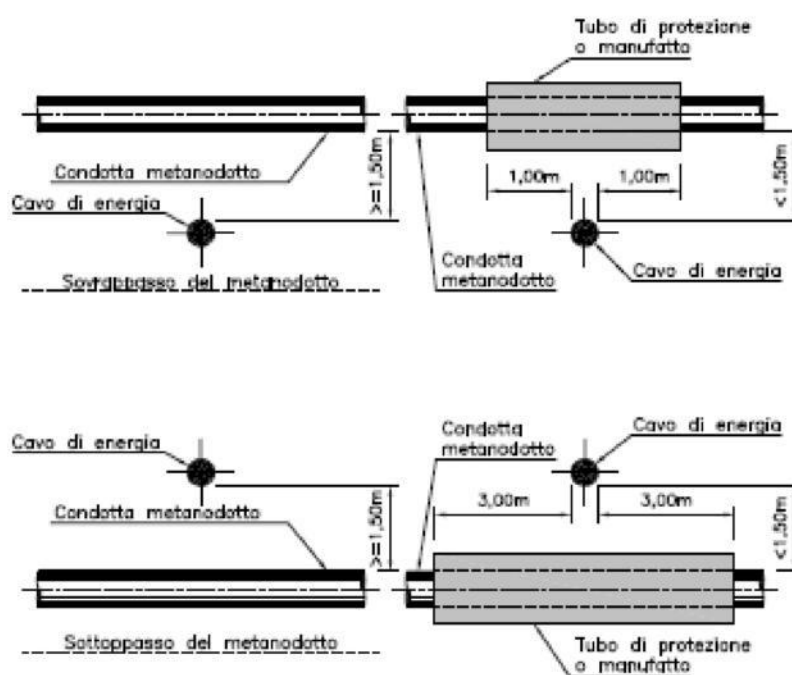 Tubo di protezione
o manufatto
Condotta metanodotto
>=1,50m
1,00m
1,00m
<1,50m
Cavo di energia
Condotta
metanodotto
Cavo di energia
Sovrappasso del metanodotto
Cavo di energia
Condotta
metanodotto
Cavo di energia
Condotta metanodotto
>=1,50m
3,00m
3,00m
<1,50m
Sottoppasso del metanodotto
Tubo di protezione
o manufatto